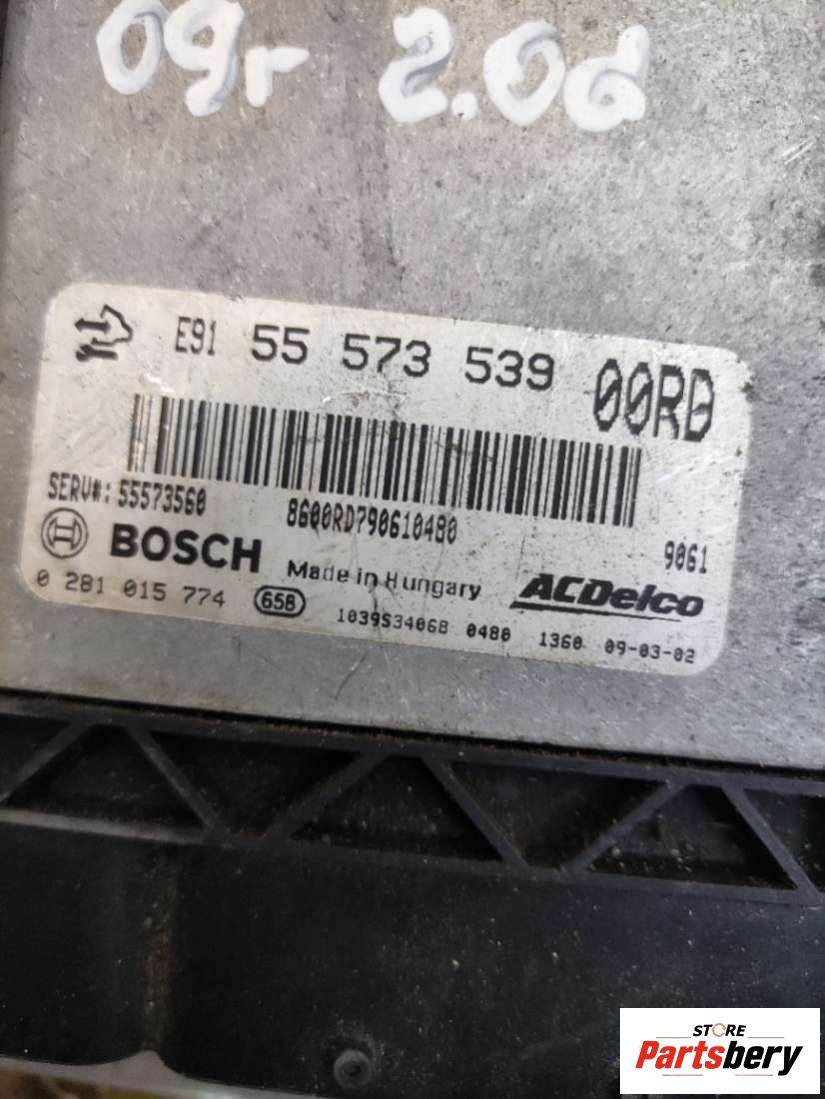 09r 2.0d
E91 55 573 539 00RD
SERV#: 55573560 8600RD790610480 9061
BOSCH Made in Hungary ACDelco
0 281 015 774 658 1039S34068 0480 1360 09-03-02
STORE
Partsbery